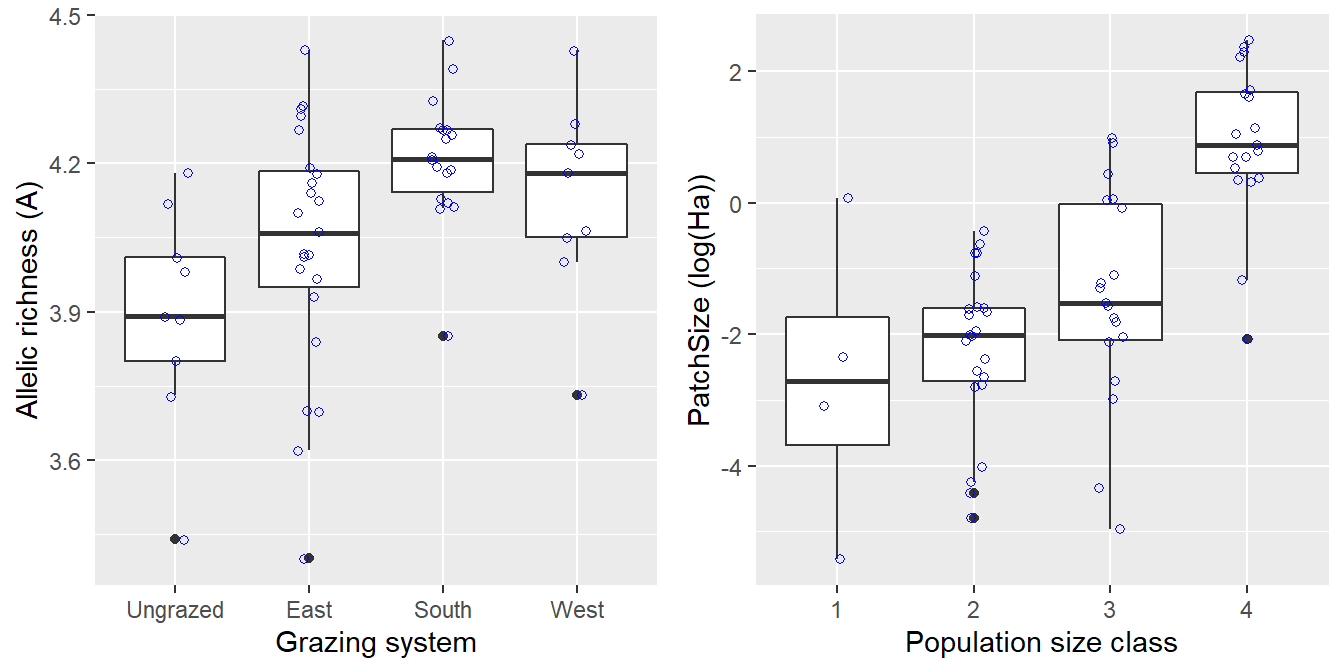 Allelic richness (A)
4.5
4.2
3.9
3.6
Ungrazed East South West
Grazing system
PatchSize (log(Ha))
2
0
-2
-4
1 2 3 4
Population size class